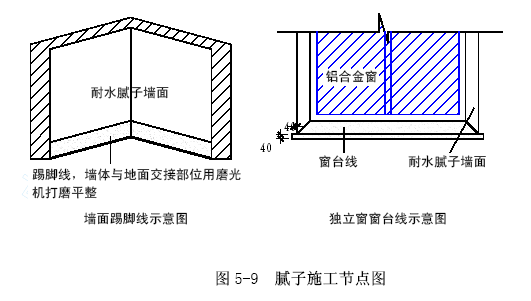 耐水腻子墙面
踢脚线，墙体与地面交接部位用磨光
机打磨平整
墙面踢脚线示意图
铝合金窗
40
窗台线
耐水腻子墙面
独立窗窗台线示意图
图 5-9 腻子施工节点图